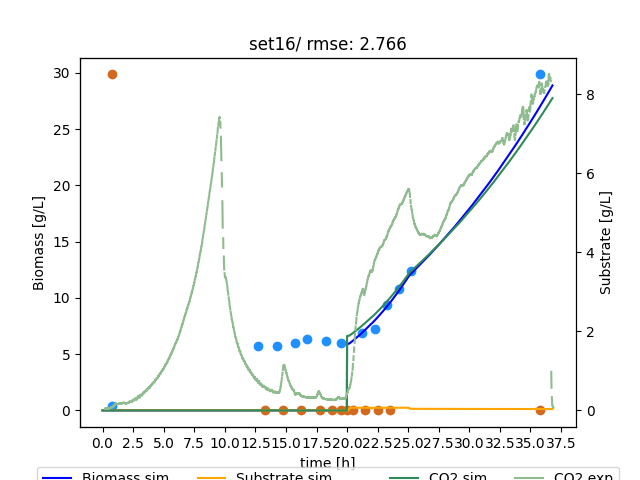 set16/ rmse: 2.766
30
25
20
15
10
5
0
Biomass [g/L]
8
6
4
2
0
Substrate [g/L]
0.0 2.5 5.0 7.5 10.0 12.5 15.0 17.5 20.0 22.5 25.0 27.5 30.0 32.5 35.0 37.5
time [h]
Biomass sim Substrate sim CO2 sim CO2 exp